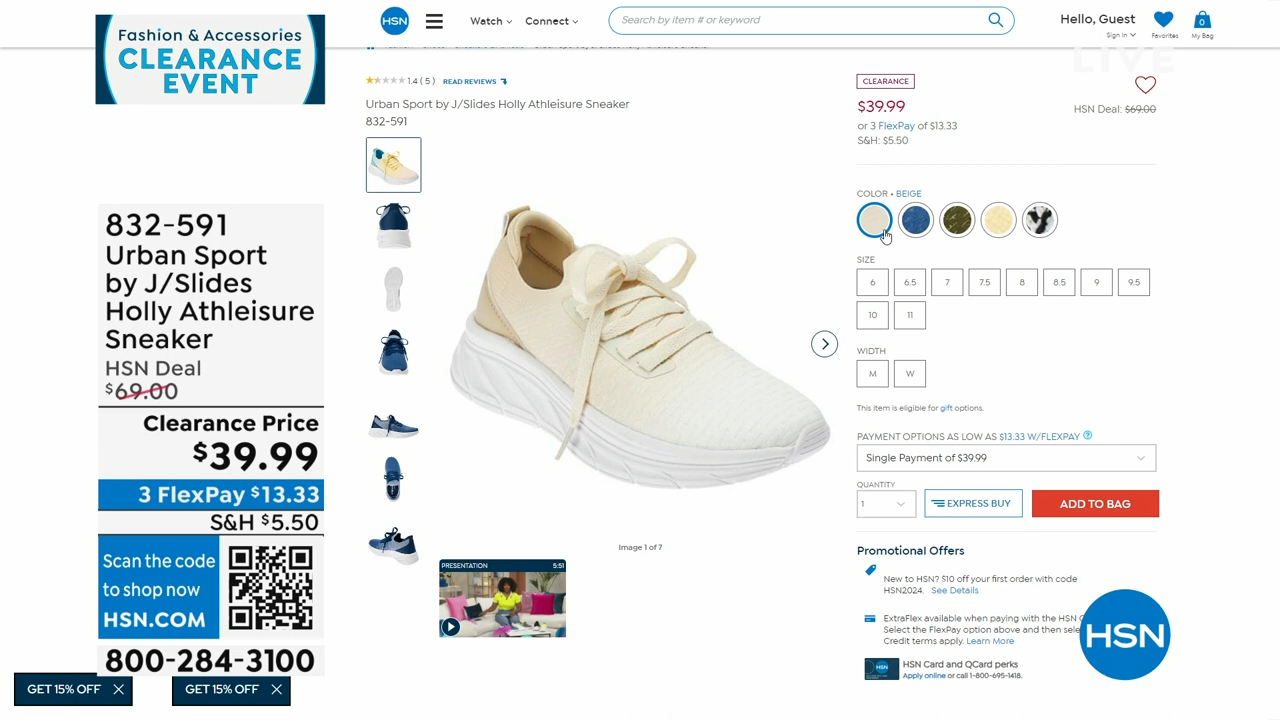 Fashion & Accessories
CLEARANCE
EVENT
HSN
Watch
Connect
Search by item # or keyword
Hello, Guest
Sign In
Favorites
0
My Bag
LIVE
1.4 ( 5 )
READ REVIEWS
Urban Sport by J/Slides Holly Athleisure Sneaker
832-591
CLEARANCE
$39.99
HSN Deal: $69.00
or 3 FlexPay of $13.33
S&H: $5.50
COLOR • BEIGE
SIZE
6 6.5 7 7.5 8 8.5 9 9.5
10 11
WIDTH
M W
This item is eligible for gift options.
PAYMENT OPTIONS AS LOW AS $13.33 W/FLEXPAY
Single Payment of $39.99
QUANTITY
1
EXPRESS BUY
ADD TO BAG
Image 1 of 7
PRESENTATION 5:51
Promotional Offers
New to HSN? $10 off your first order with code
HSN2024. See Details
ExtraFlex available when paying with the HSN
Select the FlexPay option above and then
Credit terms apply. Learn More
HSN
HSN Card and QCard perks
Apply online or call 1-800-695-1418.
HSN
832-591
Urban Sport
by J/Slides
Holly Athleisure
Sneaker
HSN Deal
$69.00
Clearance Price
$39.99
3 FlexPay $13.33
S&H $5.50
Scan the code
to shop now
HSN.COM
800-284-3100
GET 15% OFF
GET 15% OFF